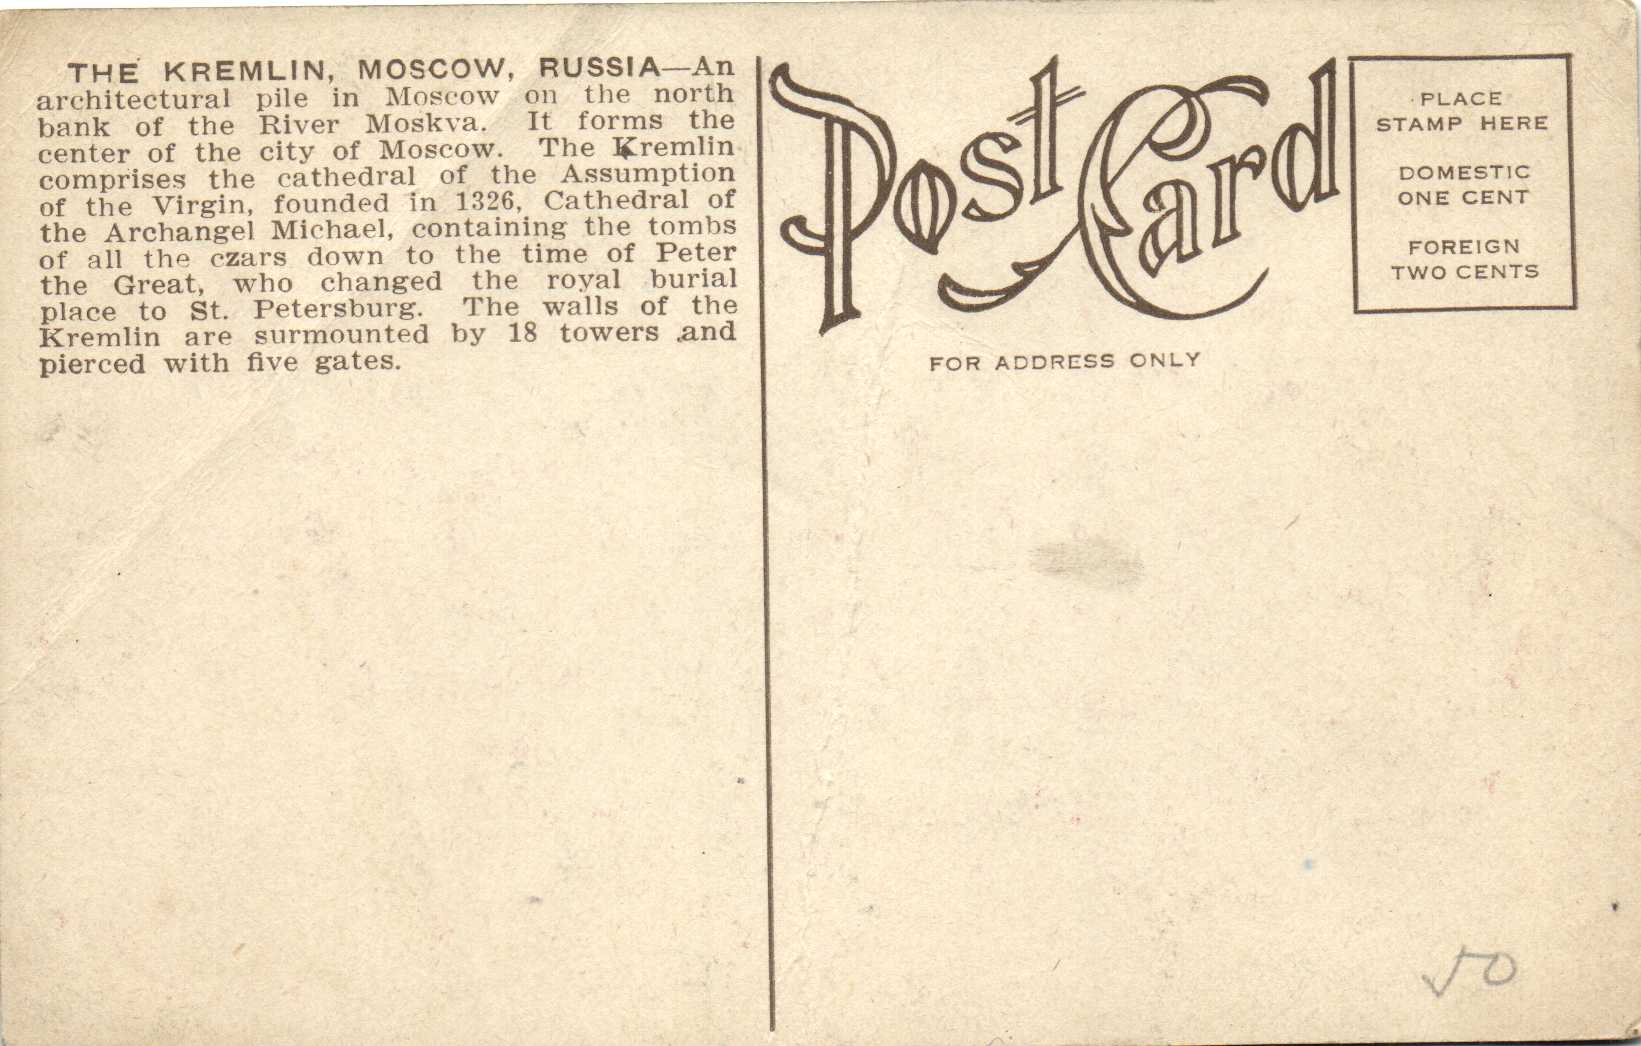 THE KREMLIN, MOSCOW, RUSSIA—An
architectural pile in Moscow on the north
bank of the River Moskva. It forms the
center of the city of Moscow. The Kremlin
comprises the cathedral of the Assumption
of the Virgin, founded in 1326, Cathedral of
the Archangel Michael, containing the tombs
of all the czars down to the time of Peter
the Great, who changed the royal burial
place to St. Petersburg. The walls of the
Kremlin are surmounted by 18 towers and
pierced with five gates.
Post Card
FOR ADDRESS ONLY
PLACE
STAMP HERE
DOMESTIC
ONE CENT
FOREIGN
TWO CENTS
50